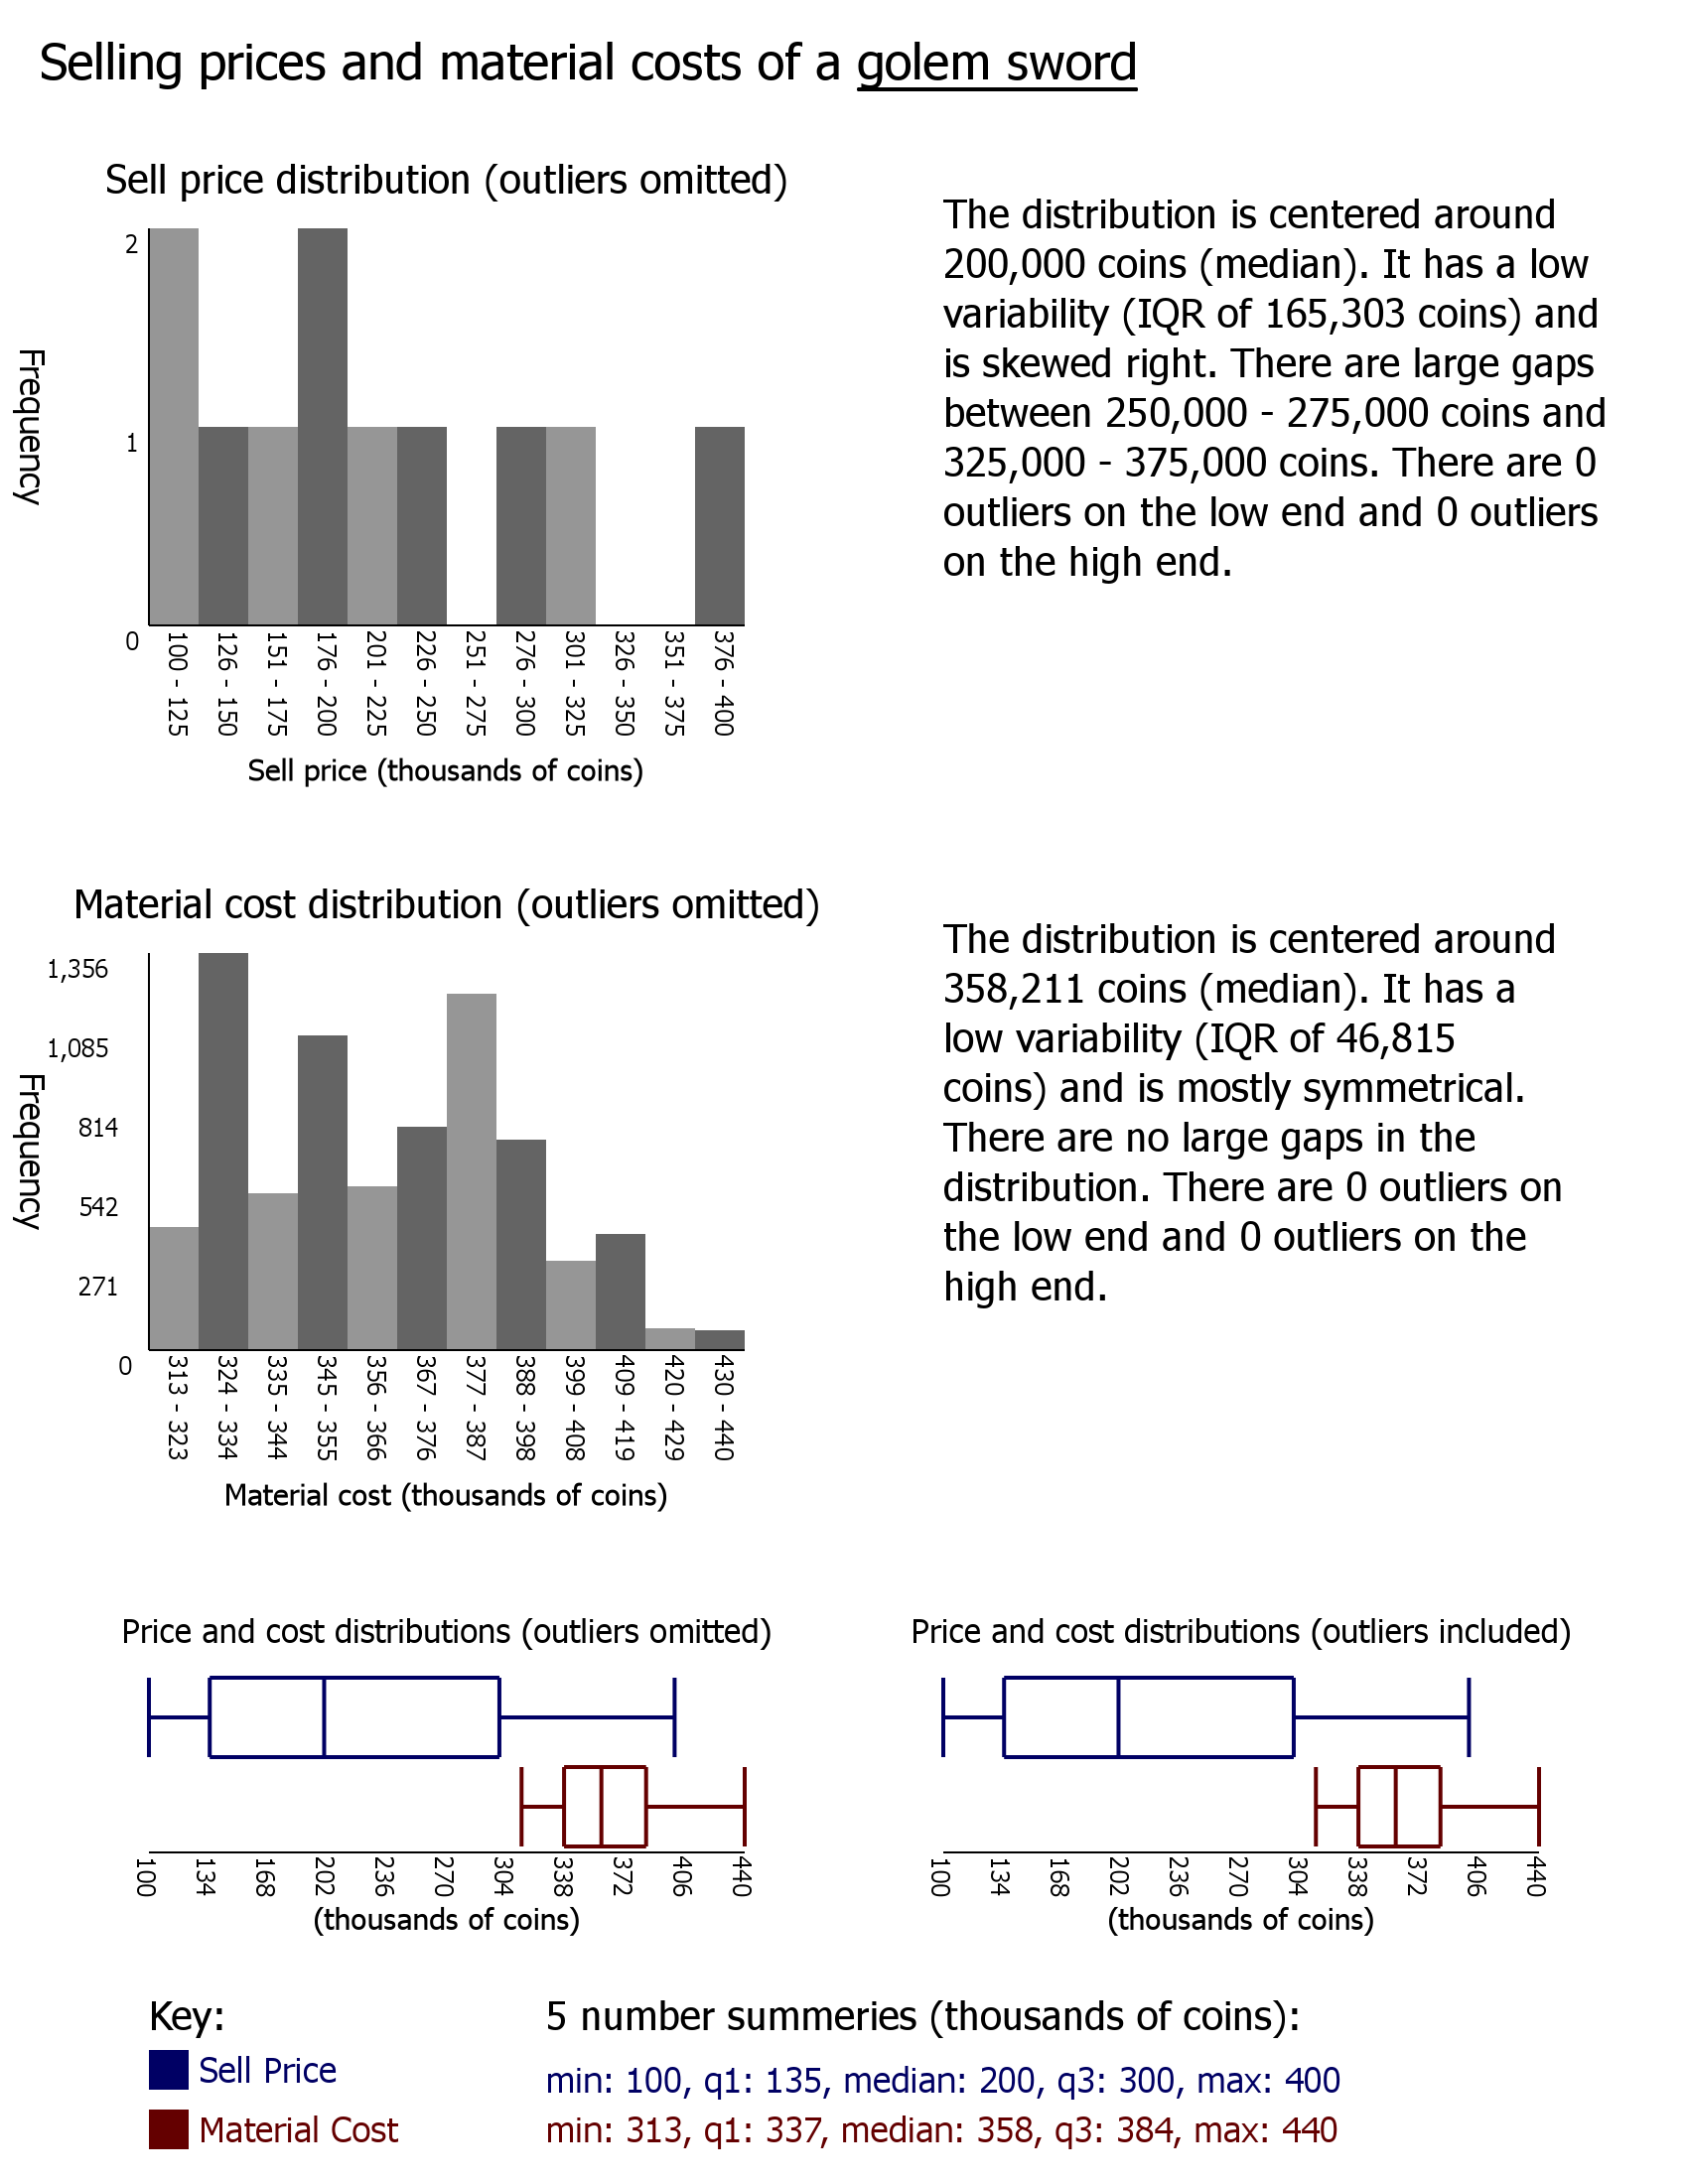 Selling prices and material costs of a golem sword
Sell price distribution (outliers omitted)
2
1
0
Frequency
100 - 125
126 - 150
151 - 175
176 - 200
201 - 225
226 - 250
251 - 275
276 - 300
301 - 325
326 - 350
351 - 375
376 - 400
Sell price (thousands of coins)
The distribution is centered around
200,000 coins (median). It has a low
variability (IQR of 165,303 coins) and
is skewed right. There are large gaps
between 250,000 - 275,000 coins and
325,000 - 375,000 coins. There are 0
outliers on the low end and 0 outliers
on the high end.
Material cost distribution (outliers omitted)
1,356
1,085
814
542
271
0
Frequency
313 - 323
324 - 334
335 - 344
345 - 355
356 - 366
367 - 376
377 - 387
388 - 398
399 - 408
409 - 419
420 - 429
430 - 440
Material cost (thousands of coins)
The distribution is centered around
358,211 coins (median). It has a
low variability (IQR of 46,815
coins) and is mostly symmetrical.
There are no large gaps in the
distribution. There are 0 outliers on
the low end and 0 outliers on the
high end.
Price and cost distributions (outliers omitted)
100
134
168
202
236
270
304
338
372
406
440
(thousands of coins)
Price and cost distributions (outliers included)
100
134
168
202
236
270
304
338
372
406
440
(thousands of coins)
Key:
Sell Price
Material Cost
5 number summeries (thousands of coins):
min: 100, q1: 135, median: 200, q3: 300, max: 400
min: 313, q1: 337, median: 358, q3: 384, max: 440